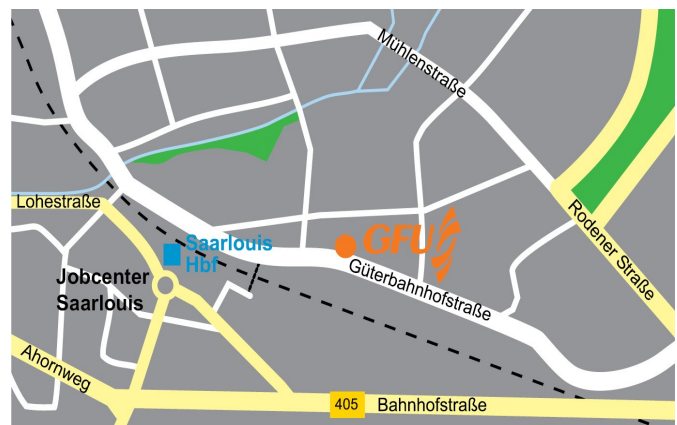 Mühlenstraße
Lohestraße
Rodener Straße
Saarlouis
Hbf
GFU
Jobcenter
Saarlouis
Güterbahnhofstraße
Ahornweg
405
Bahnhofstraße